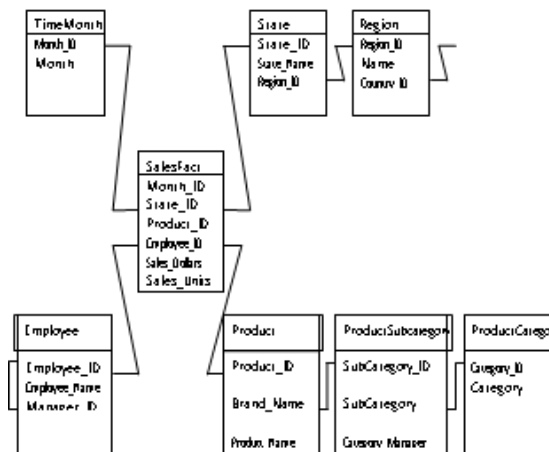 TimeMonth
Month_ID
Month
State
State_ID
State_Name
Region_ID
Region
Region_ID
Name
Country_ID
SalesFact
Month_ID
State_ID
Product_ID
Employee_ID
Sales_Dollars
Sales_Units
Employee
Employee_ID
Employee_Name
Manager_ID
Product
Product_ID
Brand_Name
Product_Name
ProductSubcategory
SubCategory_ID
SubCategory
Category_Manager
ProductCatego
Category_ID
Category